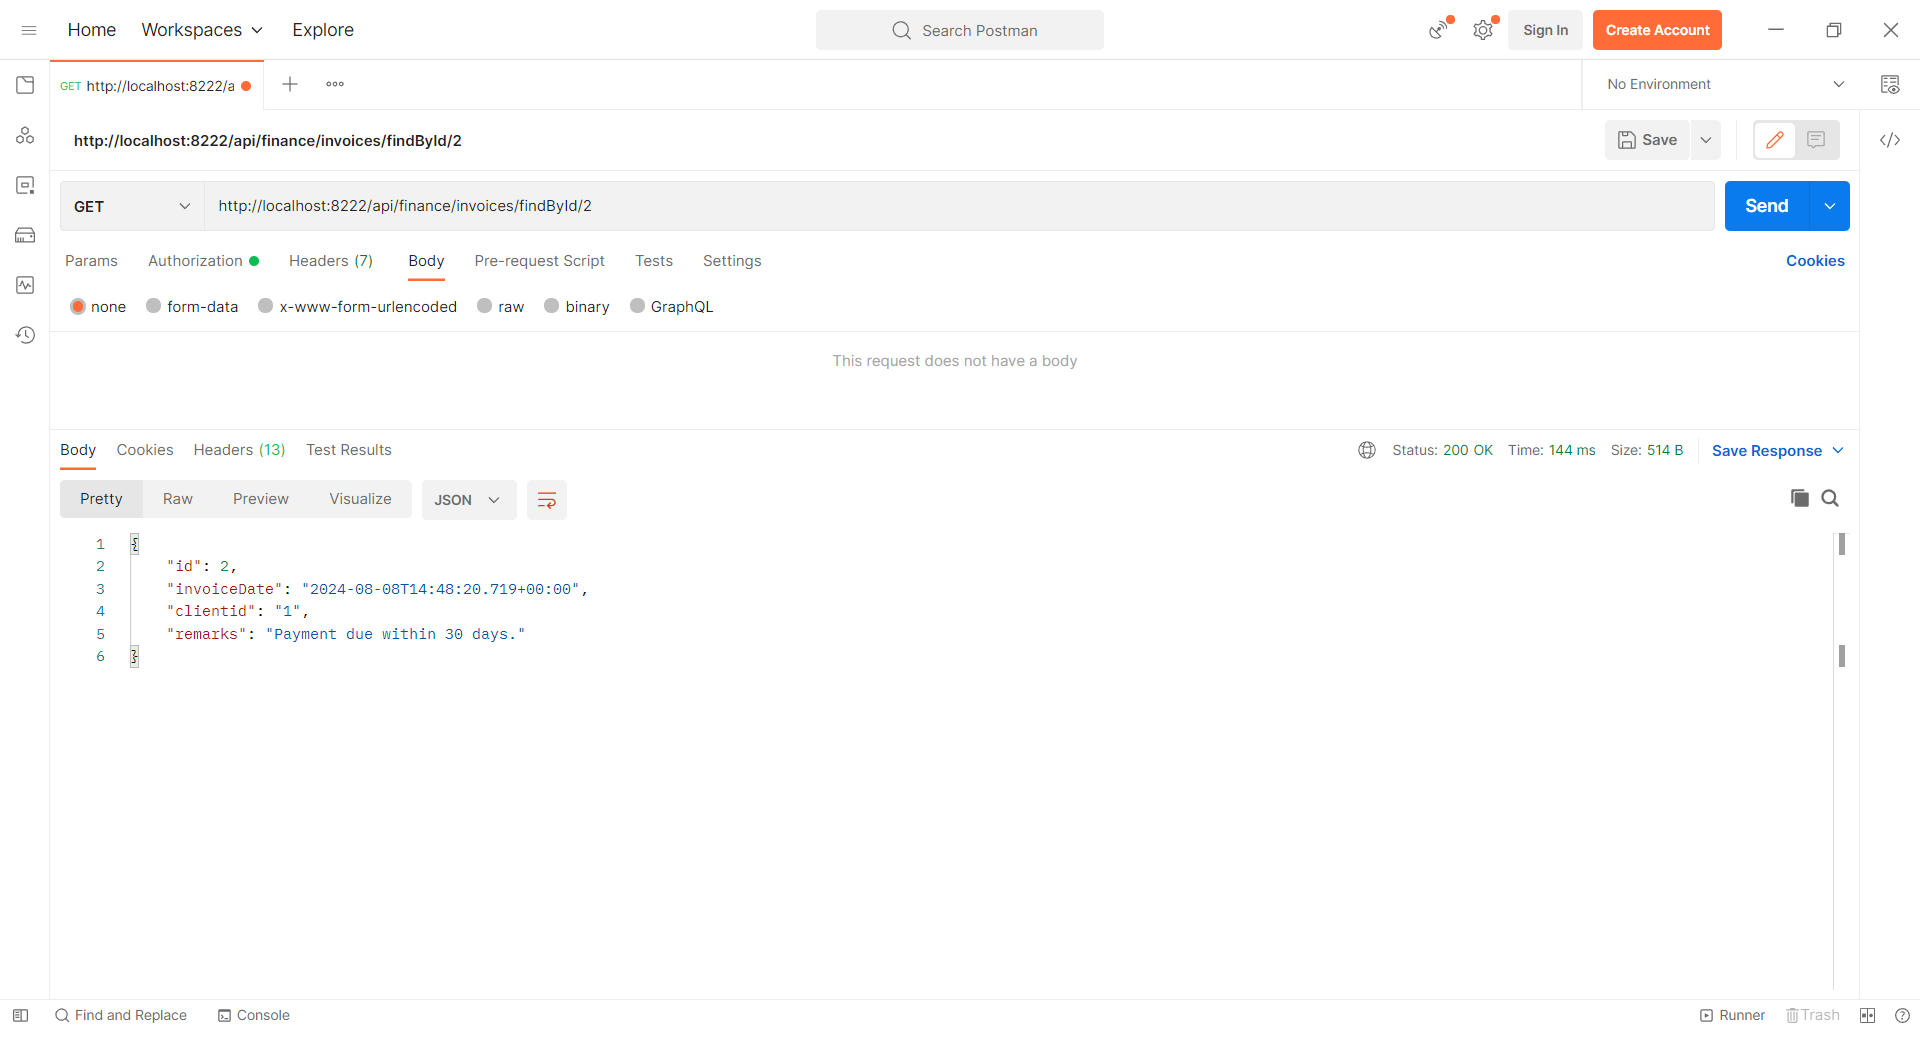 Home Workspaces Explore Search Postman Sign In Create Account
GET http://localhost:8222/a No Environment
http://localhost:8222/api/finance/invoices/findById/2 Save
GET http://localhost:8222/api/finance/invoices/findById/2 Send
Params Authorization Headers (7) Body Pre-request Script Tests Settings Cookies
none form-data x-www-form-urlencoded raw binary GraphQL
This request does not have a body
Body Cookies Headers (13) Test Results Status: 200 OK Time: 144 ms Size: 514 B Save Response
Pretty Raw Preview Visualize JSON
1 {
2 "id": 2,
3 "invoiceDate": "2024-08-08T14:48:20.719+00:00",
4 "clientid": "1",
5 "remarks": "Payment due within 30 days."
6 }
Find and Replace Console Runner Trash